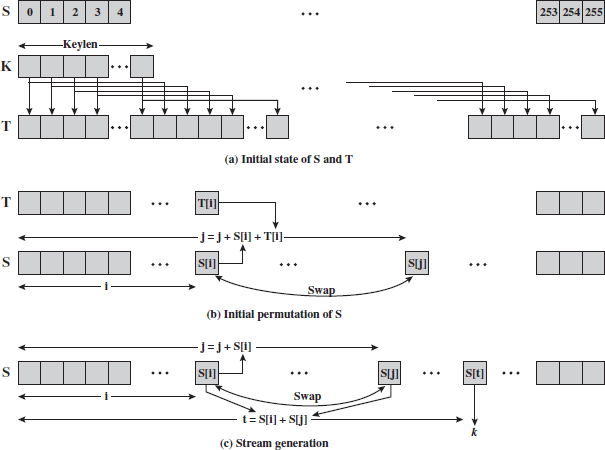 S 0 1 2 3 4 ... 253 254 255
Keylen
K ... ...
T ... ... ... ...
(a) Initial state of S and T
T ... T[i] ...
j = j + S[i] + T[i]
S ... S[i] ... S[j] ...
i
Swap
(b) Initial permutation of S
j = j + S[i]
S ... S[i] ... S[j] ... S[t] ...
i
Swap
t = S[i] + S[j]
k
(c) Stream generation